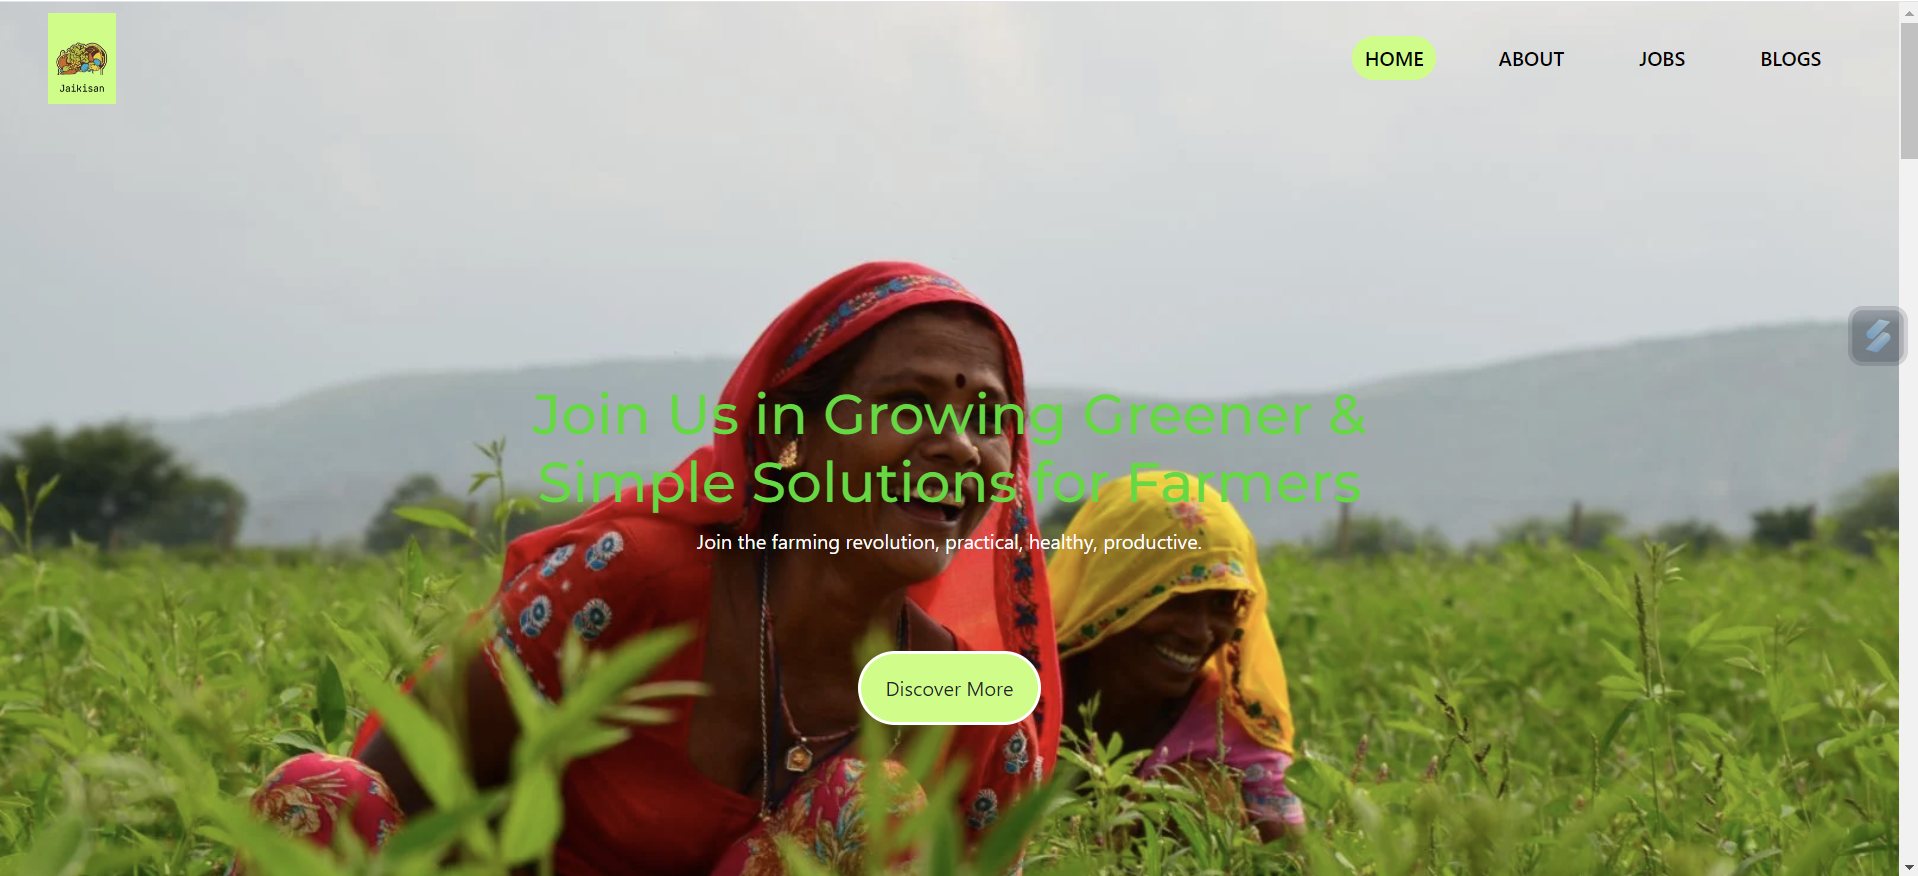 Jaikisan
HOME ABOUT JOBS BLOGS
Join Us in Growing Greener &
Simple Solutions for Farmers
Join the farming revolution, practical, healthy, productive.
Discover More